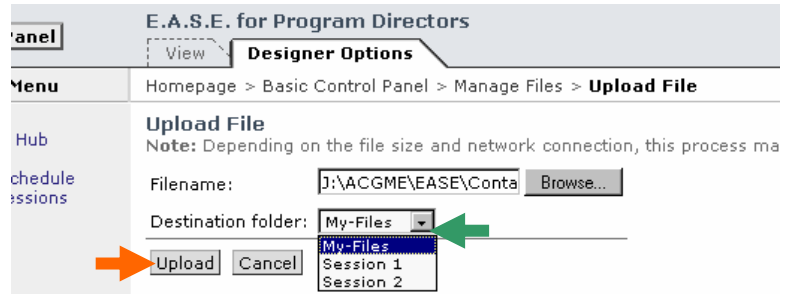 E.A.S.E. for Program Directors
anel
View Designer Options
Menu
Homepage > Basic Control Panel > Manage Files > Upload File
Upload File
Hub
Note: Depending on the file size and network connection, this process ma
chedule
Filename: J:\ACGME\EASE\Conta Browse...
essions
Destination folder: My-Files
My-Files
Upload Cancel Session 1
Session 2